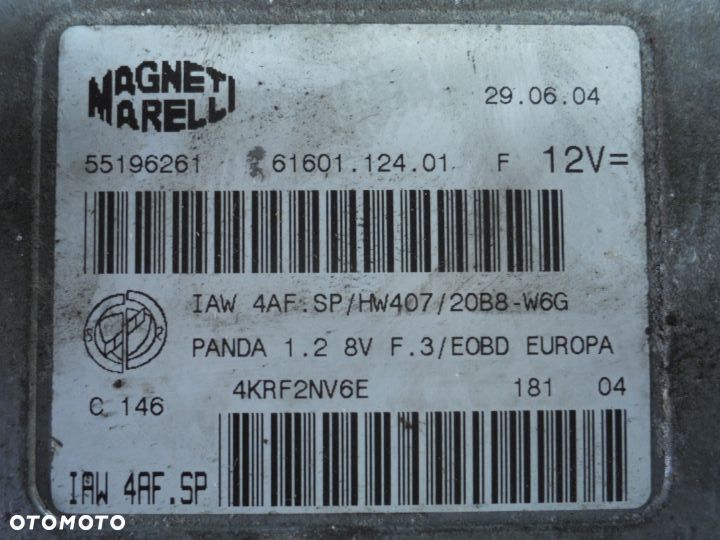 MAGNETI
MARELLI
29.06.04
55196261 61601.124.01 F 12V=
IAW 4AF.SP/HW407/20B8-W6G
PANDA 1.2 8V F.3/EOBD EUROPA
4KRF2NV6E 181 04
C 146
IAW 4AF.SP
OTOMOTO